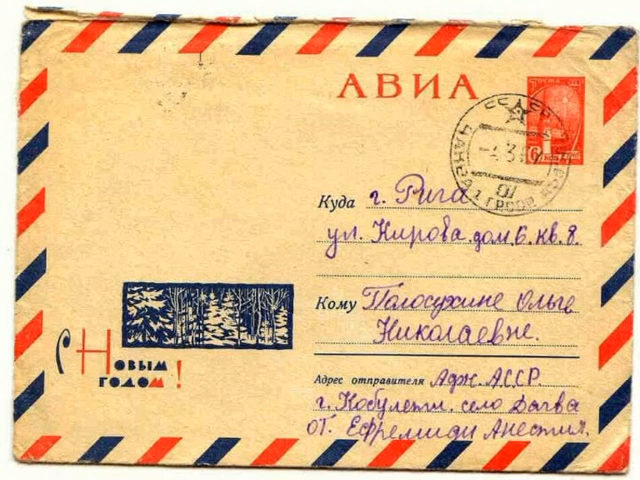 АВИА
Куда г. Рига
ул. Кирова. дом. 6. кв. 8.
Кому Полосухине Ольге
Николаевне.
С Новым
годом!
Адрес отправителя Адж. АССР.
г. Кобулети. село Дагва
от. Ефремиди Анестия.